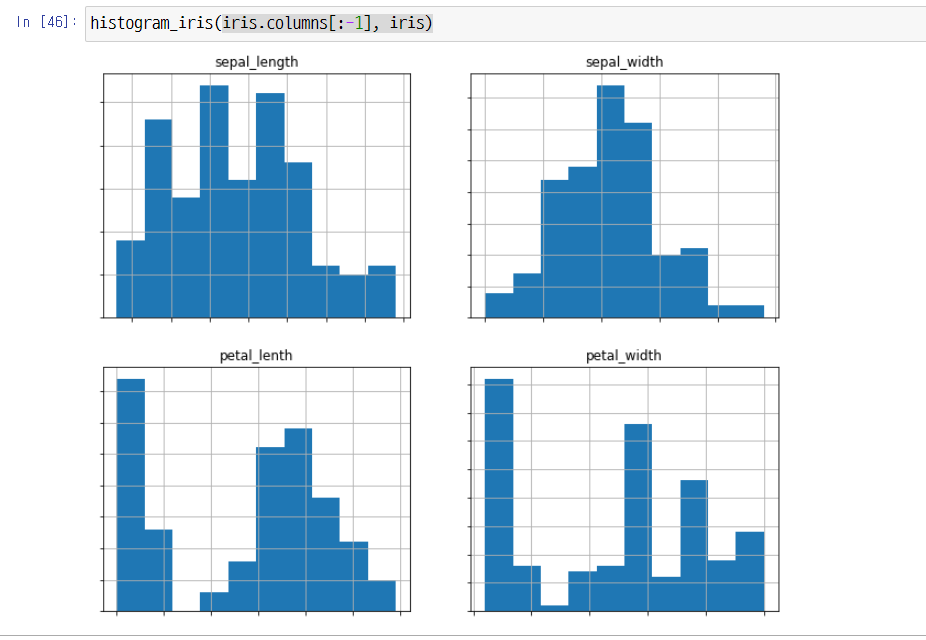 In [46]: histogram_iris(iris.columns[:-1], iris)
sepal_length
sepal_width
petal_lenth
petal_width